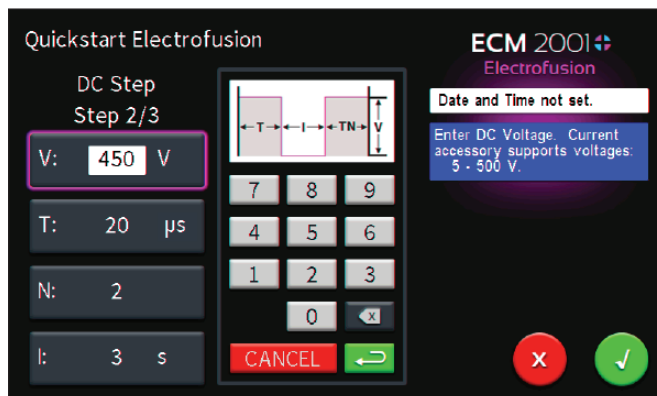 Quickstart Electrofusion
DC Step
Step 2/3
V: 450 V
T: 20 µs
N: 2
I: 3 s
T I TN V
7 8 9
4 5 6
1 2 3
0 x
CANCEL
ECM 2001
Electrofusion
Date and Time not set.
Enter DC Voltage. Current
accessory supports voltages:
5 - 500 V.
X